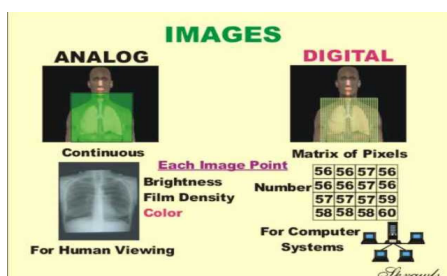 IMAGES
ANALOG
DIGITAL
Continuous
Matrix of Pixels
Each Image Point
Brightness
Film Density
Color
Number
56 56 57 56
56 56 57 56
57 57 57 59
58 58 58 60
For Human Viewing
For Computer
Systems
Sprawls